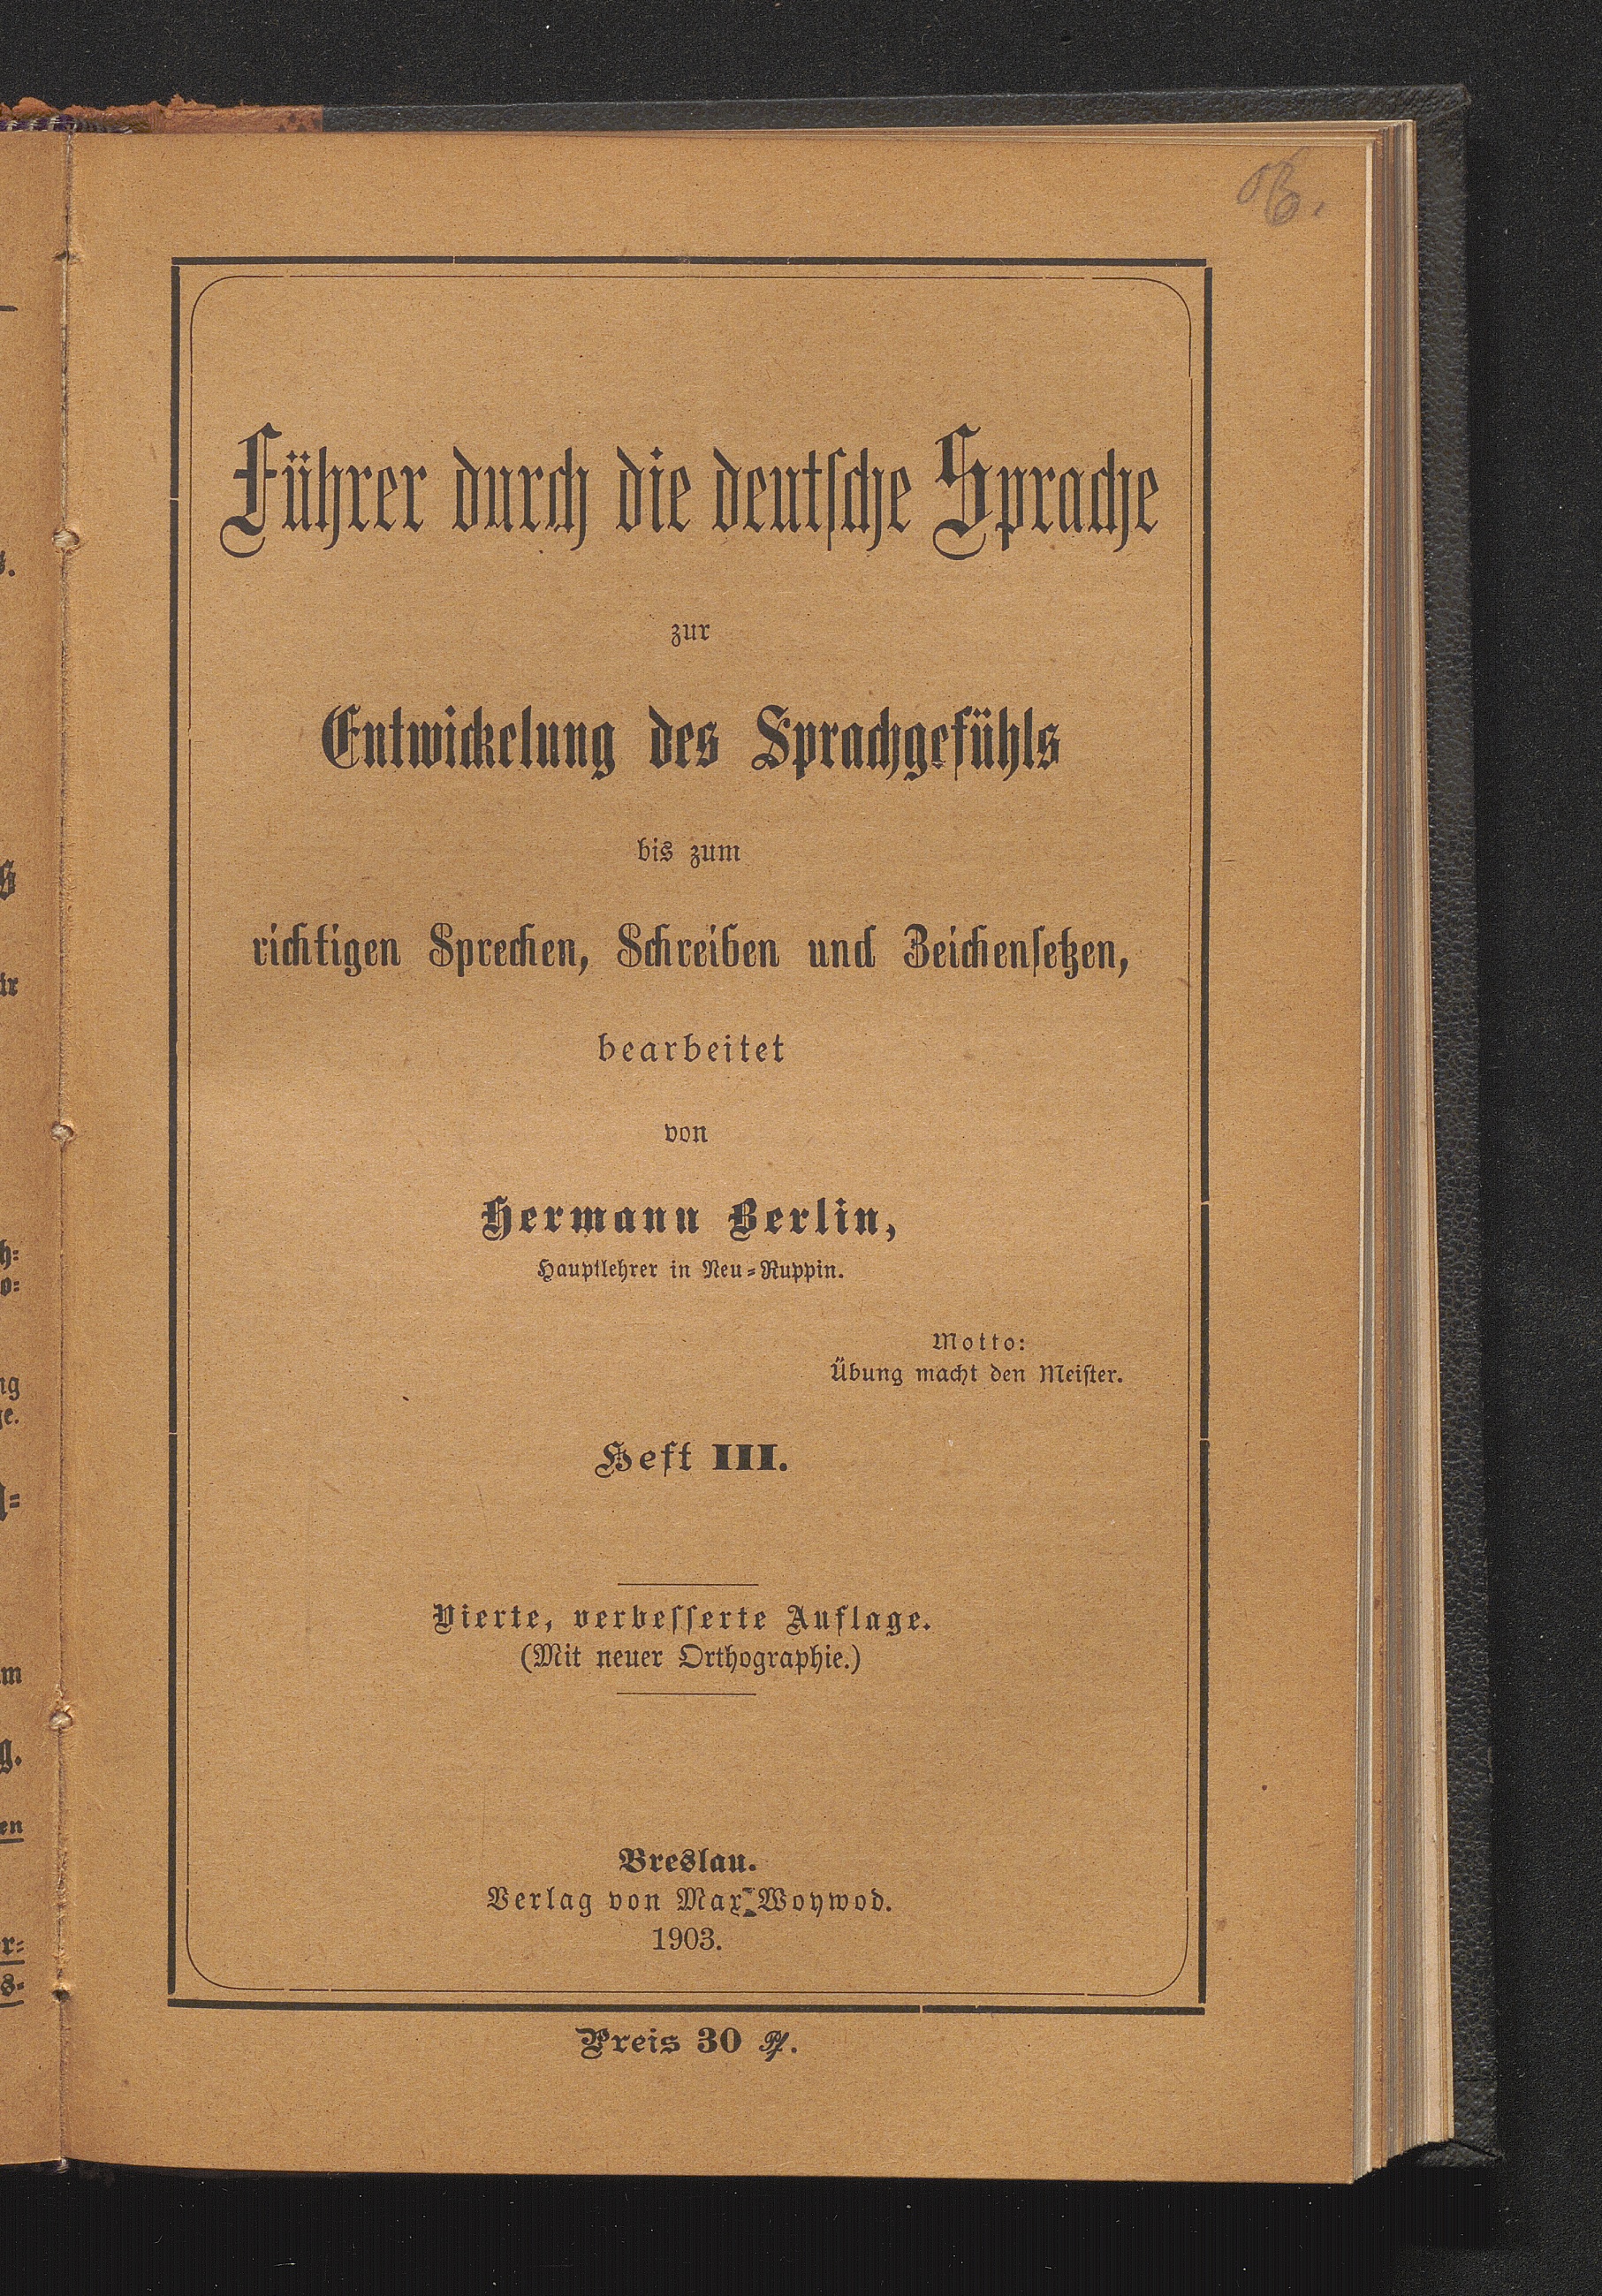 Führer durch die deutsche Sprache
zur
Entwickelung des Sprachgefühls
bis zum
richtigen Sprechen, Schreiben und Zeichensetzen,
bearbeitet
von
Hermann Berlin,
Hauptlehrer in Neu-Ruppin.
Motto:
Übung macht den Meister.
Heft III.
Vierte, verbesserte Auflage.
(Mit neuer Orthographie.)
Breslau.
Verlag von Max Woywod.
1903.
Preis 30 Pf.